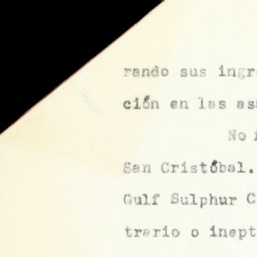 rando sus ingr
ción en las as
No
San Cristóbal.
Gulf Sulphur C
trario o inept